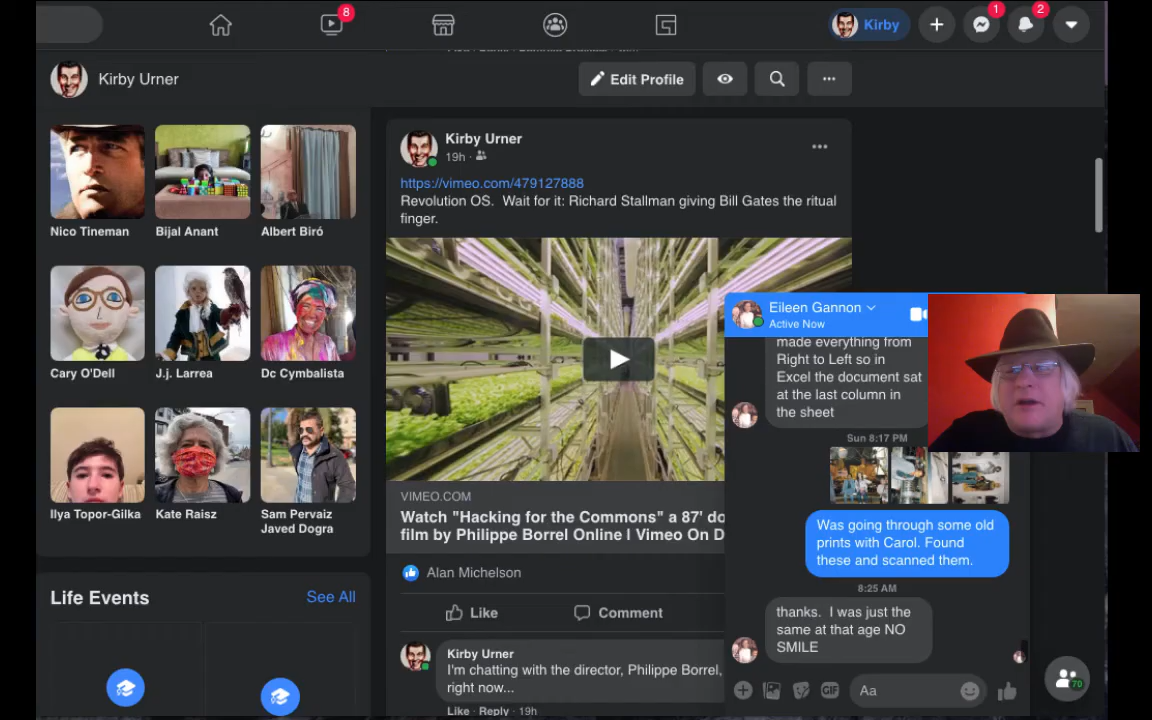 8
Kirby
1
2
Kirby Urner
Edit Profile
Nico Tineman
Bijal Anant
Albert Biró
Cary O'Dell
J.j. Larrea
Dc Cymbalista
Ilya Topor-Gilka
Kate Raisz
Sam Pervaiz
Javed Dogra
Life Events
See All
Kirby Urner
19h ·
https://vimeo.com/479127888
Revolution OS. Wait for it: Richard Stallman giving Bill Gates the ritual
finger.
VIMEO.COM
Watch "Hacking for the Commons" a 87' do
film by Philippe Borrel Online | Vimeo On D
Alan Michelson
Like
Comment
Kirby Urner
I'm chatting with the director, Philippe Borrel,
right now...
Like · Reply · 19h
Eileen Gannon
Active Now
made everything from
Right to Left so in
Excel the document sat
at the last column in
the sheet
Sun 8:17 PM
Was going through some old
prints with Carol. Found
these and scanned them.
8:25 AM
thanks. I was just the
same at that age NO
SMILE
GIF
Aa
70